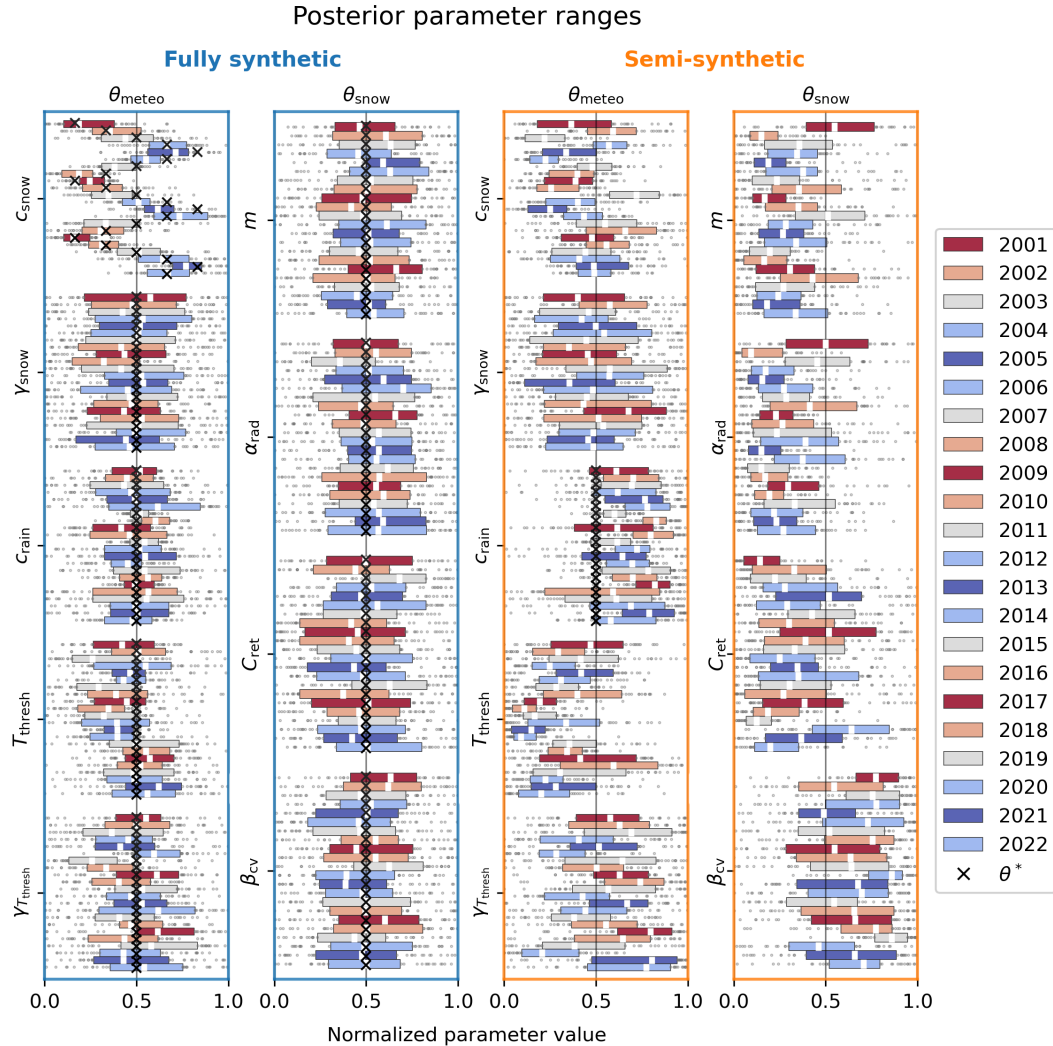 Posterior parameter ranges
Fully synthetic
Semi-synthetic
θmeteo
θsnow
θmeteo
θsnow
csnow
γsnow
crain
Tthresh
γTthresh
m
αrad
Cret
βcv
csnow
γsnow
crain
Tthresh
γTthresh
m
αrad
Cret
βcv
0.0
1.0
0.0
0.5
1.0
0.0
0.5
1.0
0.0
0.5
1.0
Normalized parameter value
2001
2002
2003
2004
2005
2006
2007
2008
2009
2010
2011
2012
2013
2014
2015
2016
2017
2018
2019
2020
2021
2022
θ*